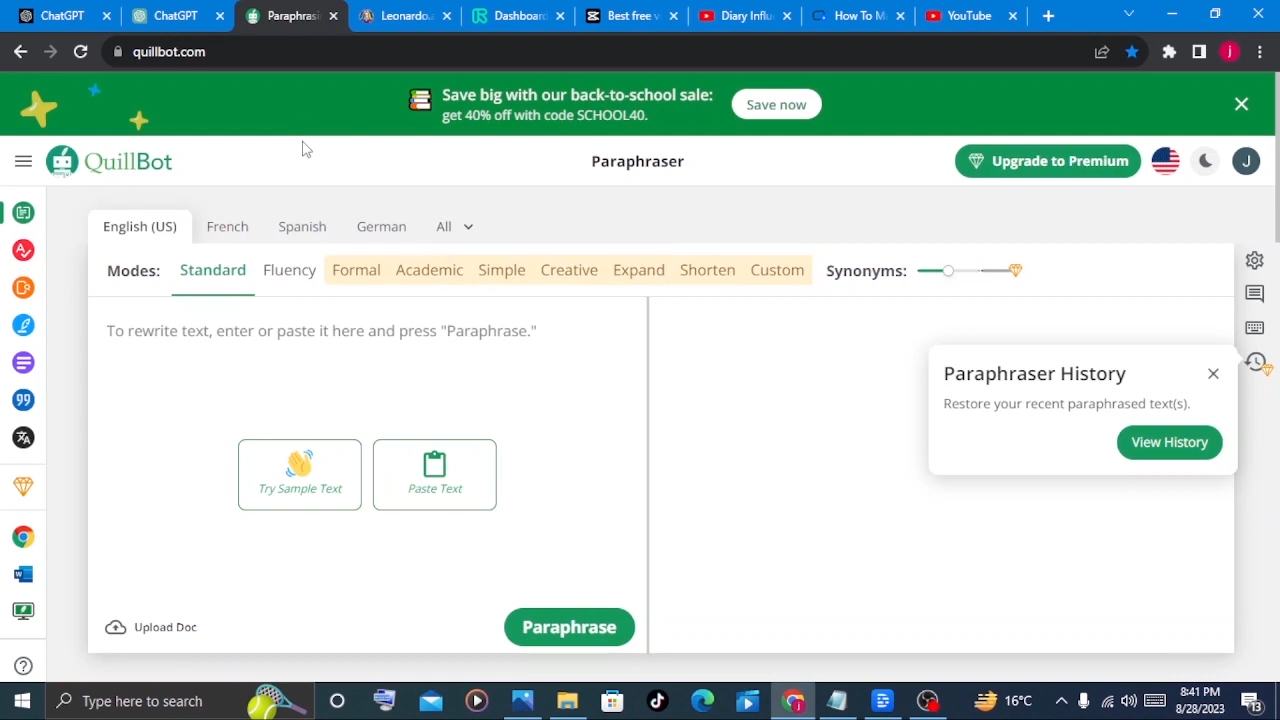 ChatGPT
ChatGPT
Paraphrasi
Leonardo.
Dashboard
Best free v
Diary Influ
How To M
YouTube
quillbot.com
j
Save big with our back-to-school sale:
get 40% off with code SCHOOL40.
Save now
QuillBot
Paraphraser
Upgrade to Premium
J
English (US)
French
Spanish
German
All
Modes:
Standard
Fluency
Formal
Academic
Simple
Creative
Expand
Shorten
Custom
Synonyms:
To rewrite text, enter or paste it here and press "Paraphrase."
Paraphraser History
Restore your recent paraphrased text(s).
View History
Try Sample Text
Paste Text
Upload Doc
Paraphrase
Type here to search
16°C
8:41 PM
8/28/2023
13